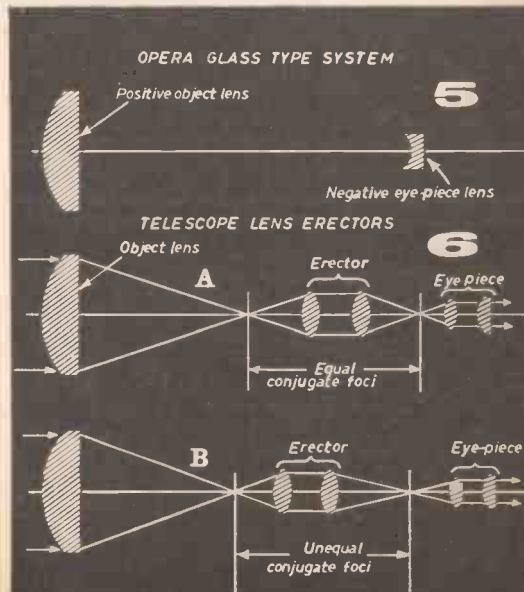 OPERA GLASS TYPE SYSTEM
Positive object lens
5
Negative eye-piece lens
TELESCOPE LENS ERECTORS
6
Object lens
A
Erector
Eye piece
Equal
conjugate foci
B
Erector
Eye-piece
Unequal
conjugate foci